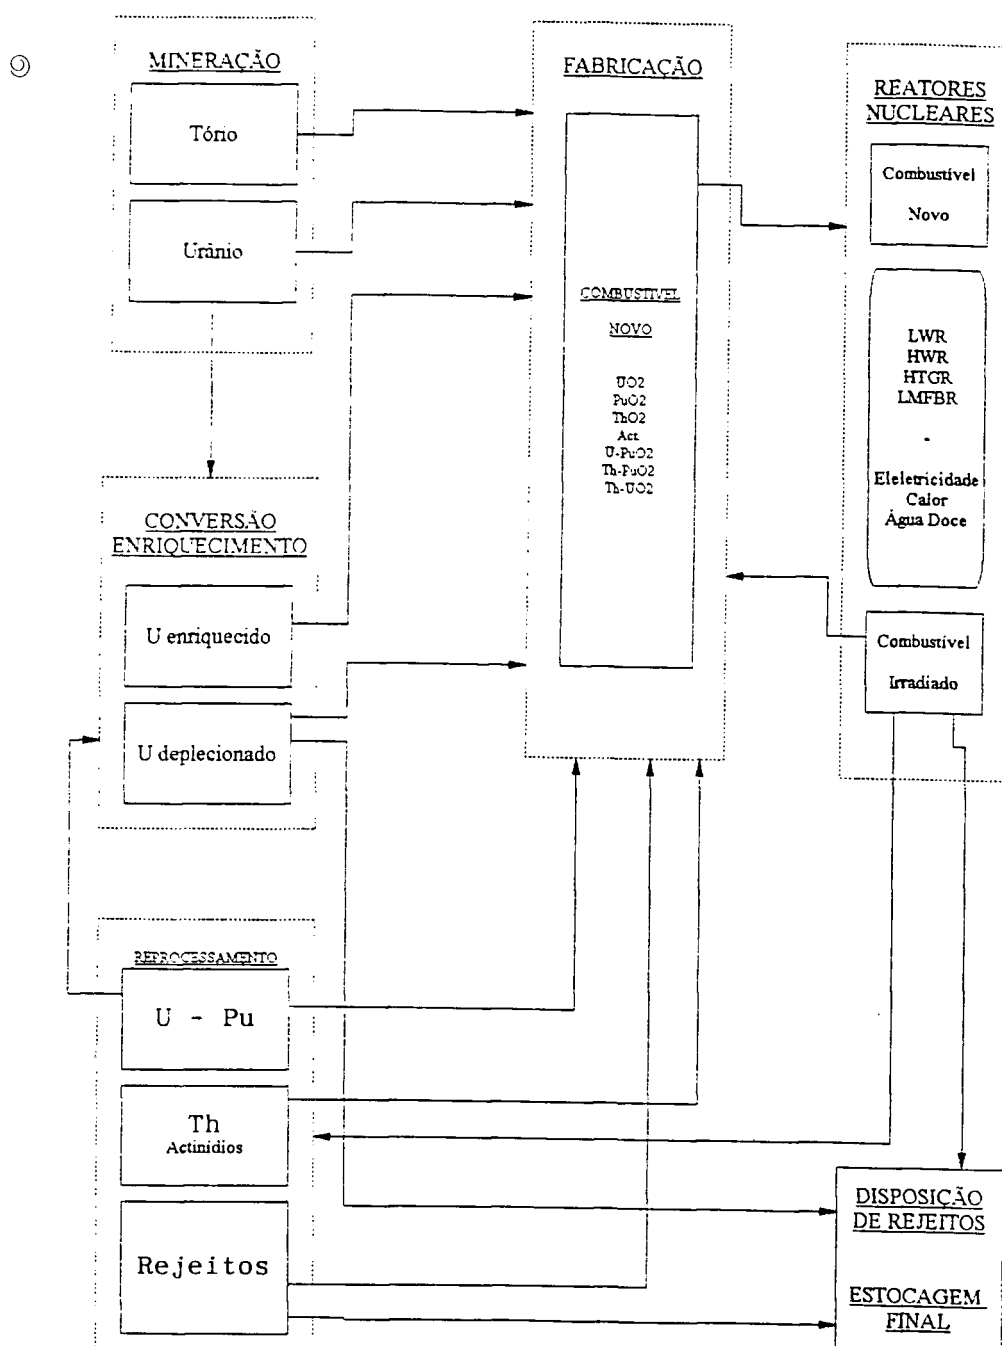 MINERAÇÃO
Tório
Urânio
CONVERSÃO
ENRIQUECIMENTO
U enriquecido
U deplecionado
REPROCESSAMENTO
U - Pu
Th
Actinidios
Rejeitos
FABRICAÇÃO
COMBUSTIVEL
NOVO
UO2
PuO2
ThO2
Act
U-PuO2
Th-PuO2
Th-UO2
REATORES
NUCLEARES
Combustível
Novo
LWR
HWR
HTGR
LMFBR
-
Eleletricidade
Calor
Água Doce
Combustível
Irradiado
DISPOSIÇÃO
DE REJEITOS
ESTOCAGEM
FINAL